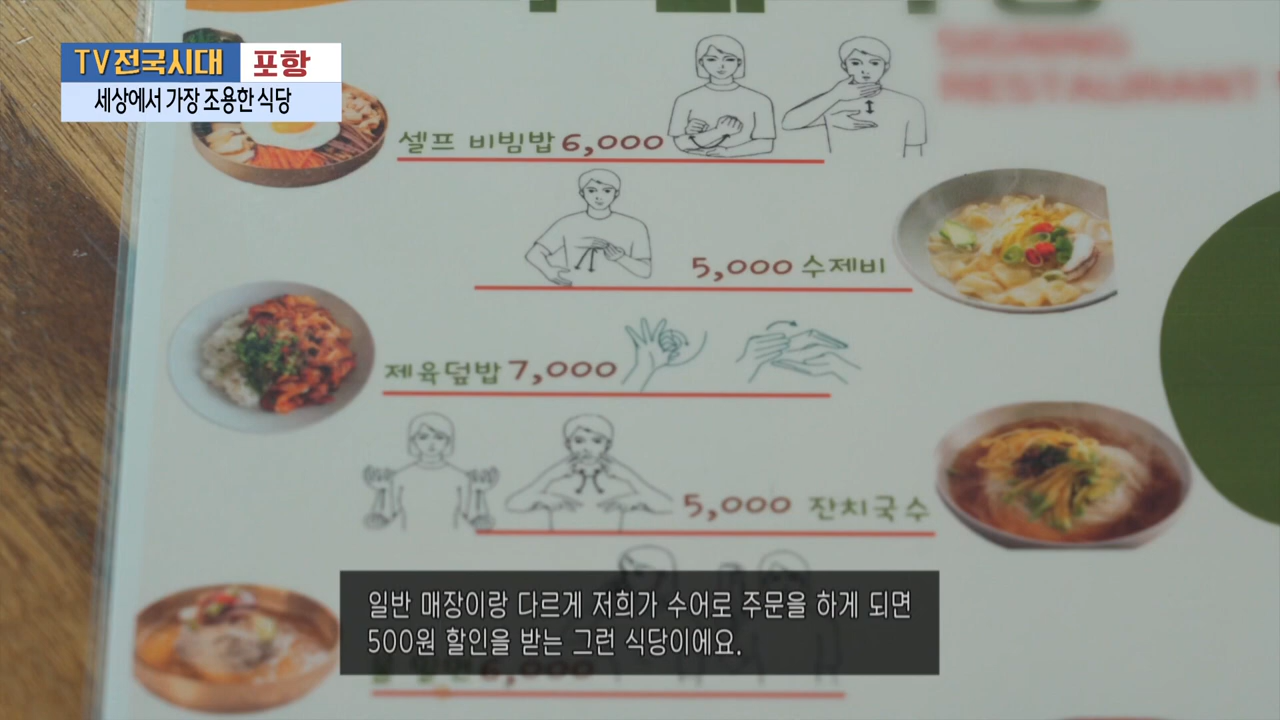 TV전국시대 포항
세상에서 가장 조용한 식당
셀프 비빔밥 6,000
5,000 수제비
제육덮밥 7,000
5,000 잔치국수
일반 매장이랑 다르게 저희가 수어로 주문을 하게 되면
500원 할인을 받는 그런 식당이에요.
6,000